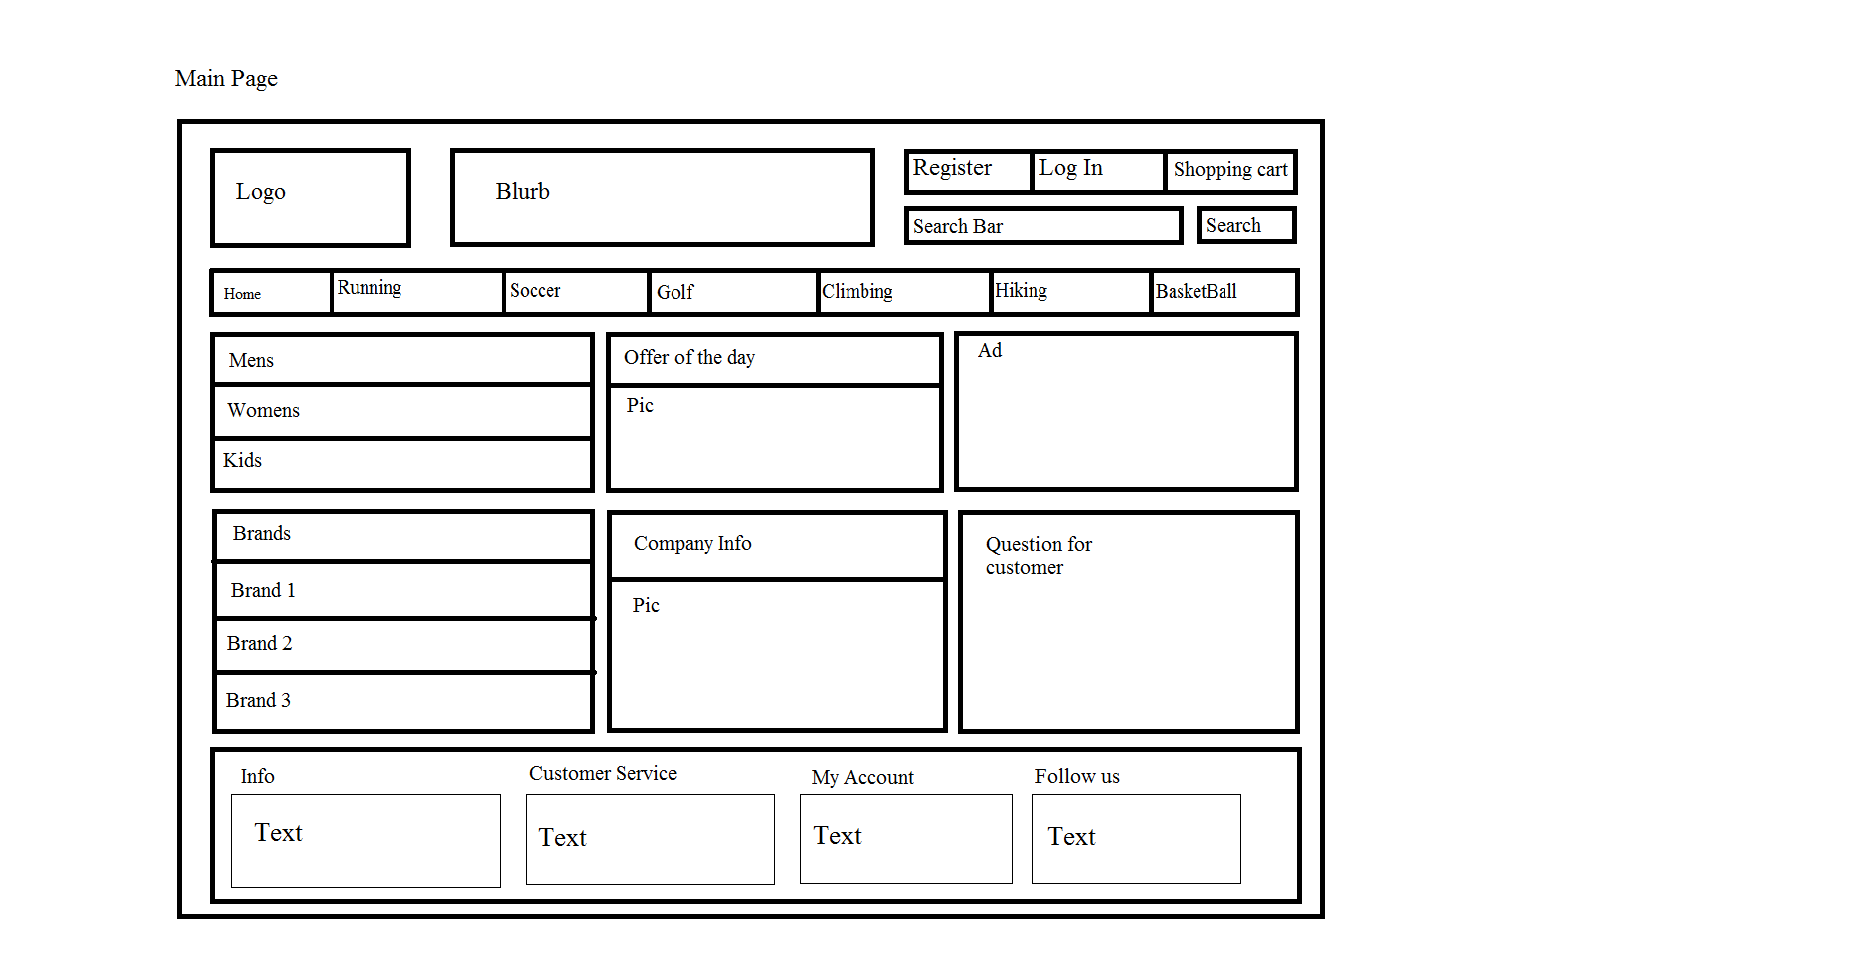 Main Page
Logo
Blurb
Register
Log In
Shopping cart
Search Bar
Search
Home
Running
Soccer
Golf
Climbing
Hiking
BasketBall
Mens
Womens
Kids
Offer of the day
Pic
Ad
Brands
Brand 1
Brand 2
Brand 3
Company Info
Pic
Question for
customer
Info
Text
Customer Service
Text
My Account
Text
Follow us
Text